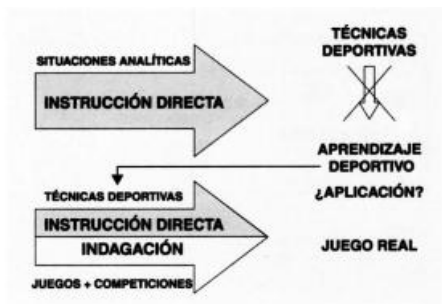 SITUACIONES ANALÍTICAS
INSTRUCCIÓN DIRECTA
TÉCNICAS
DEPORTIVAS
APRENDIZAJE
DEPORTIVO
¿APLICACIÓN?
TÉCNICAS DEPORTIVAS
INSTRUCCIÓN DIRECTA
INDAGACIÓN
JUEGO REAL
JUEGOS + COMPETICIONES